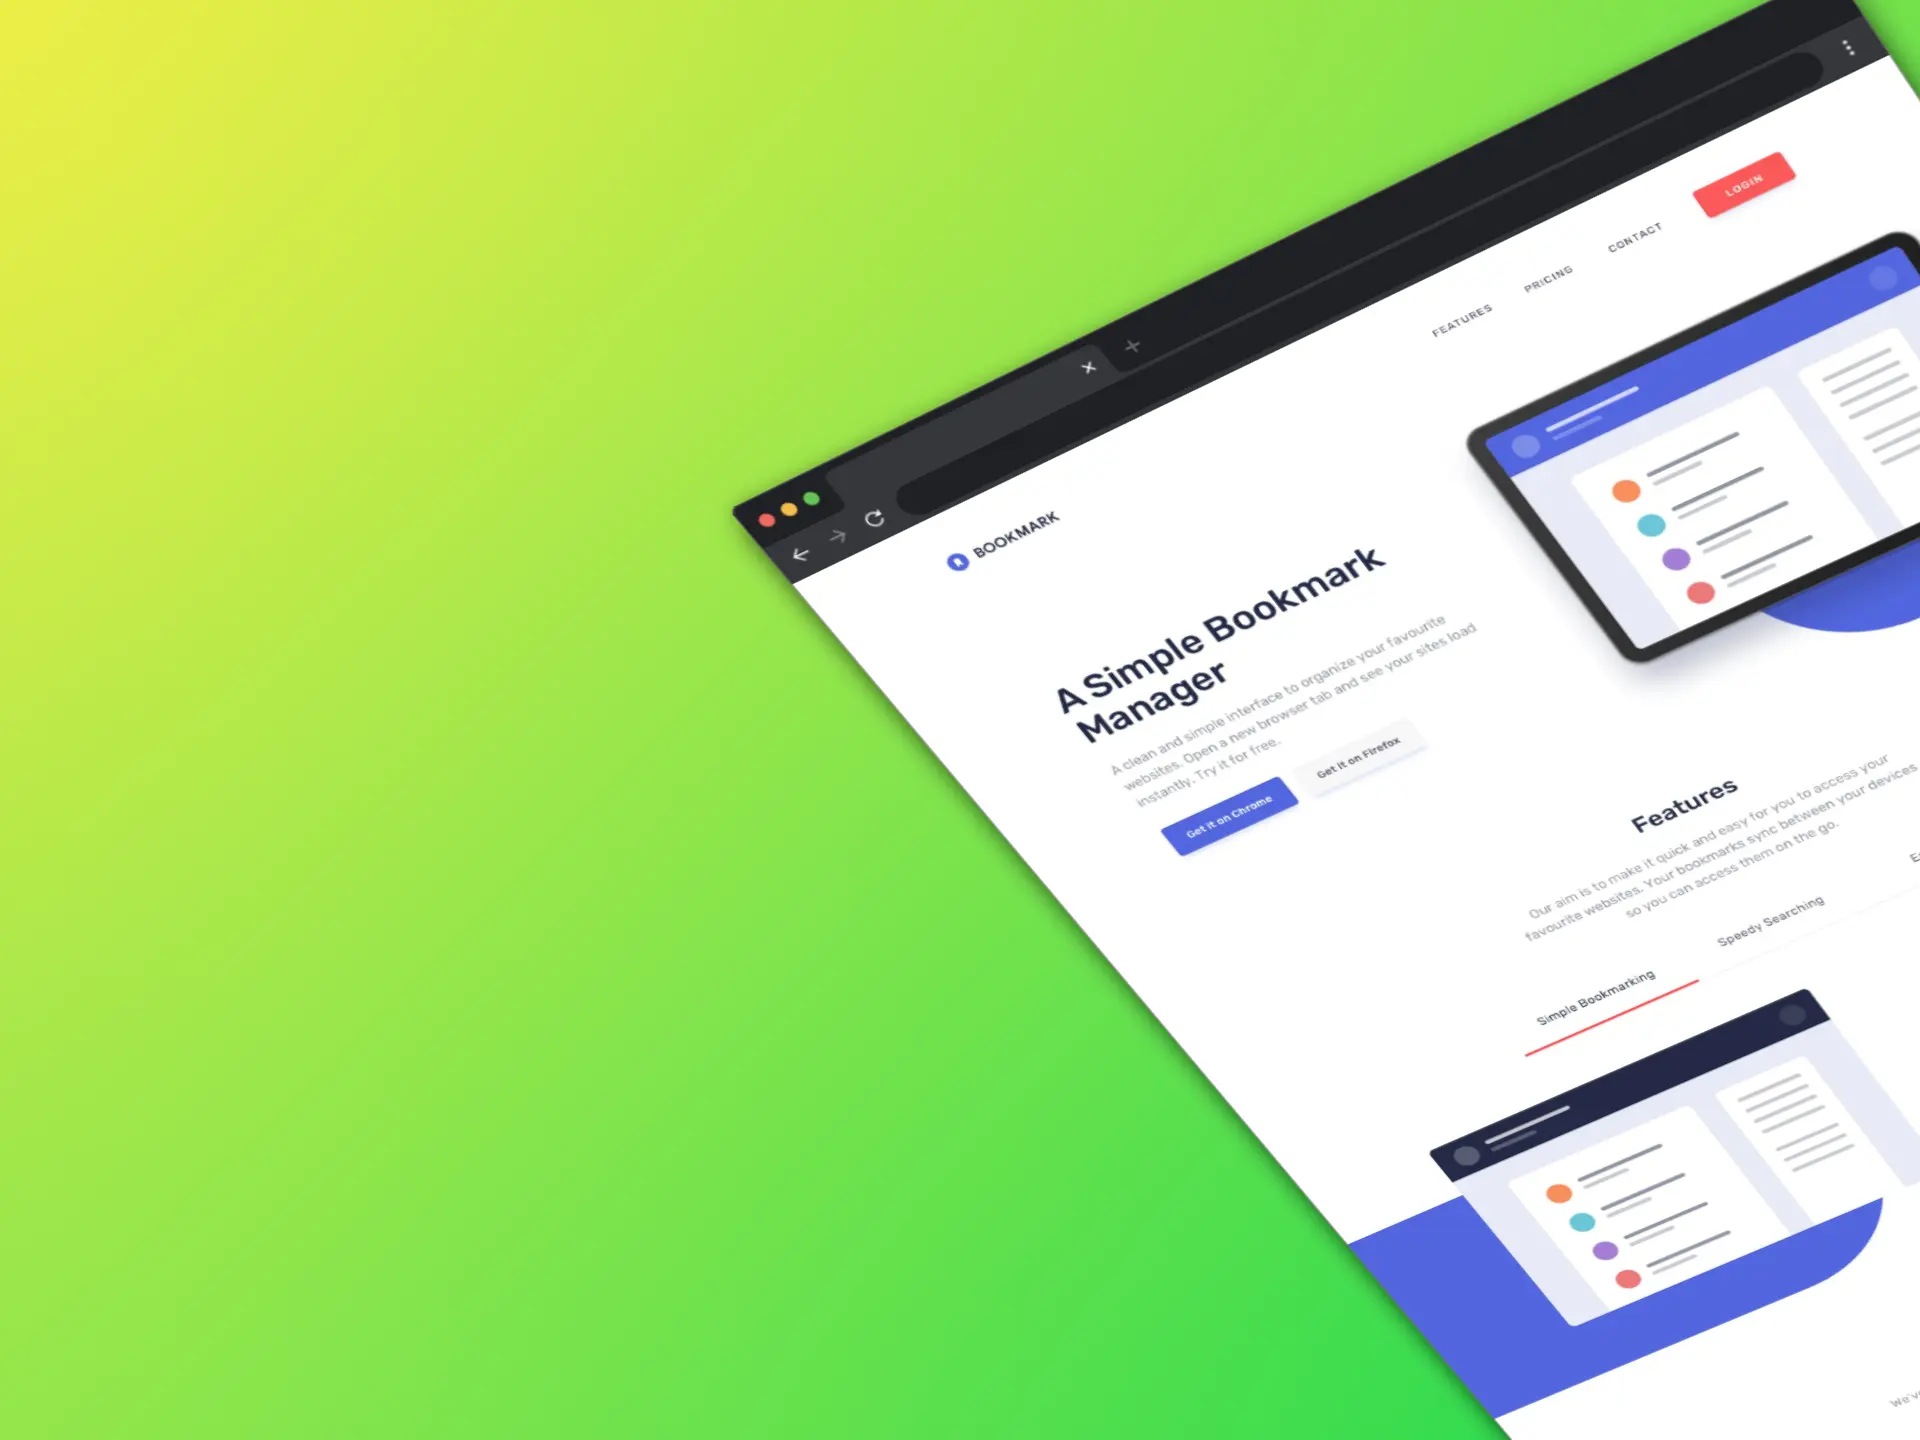 BOOKMARK
FEATURES
PRICING
CONTACT
LOGIN
A Simple Bookmark
Manager
A clean and simple interface to organize your favourite
websites. Open a new browser tab and see your sites load
instantly. Try it for free.
Get it on Chrome
Get it on Firefox
Features
Our aim is to make it quick and easy for you to access your
favourite websites. Your bookmarks sync between your devices
so you can access them on the go.
Simple Bookmarking
Speedy Searching